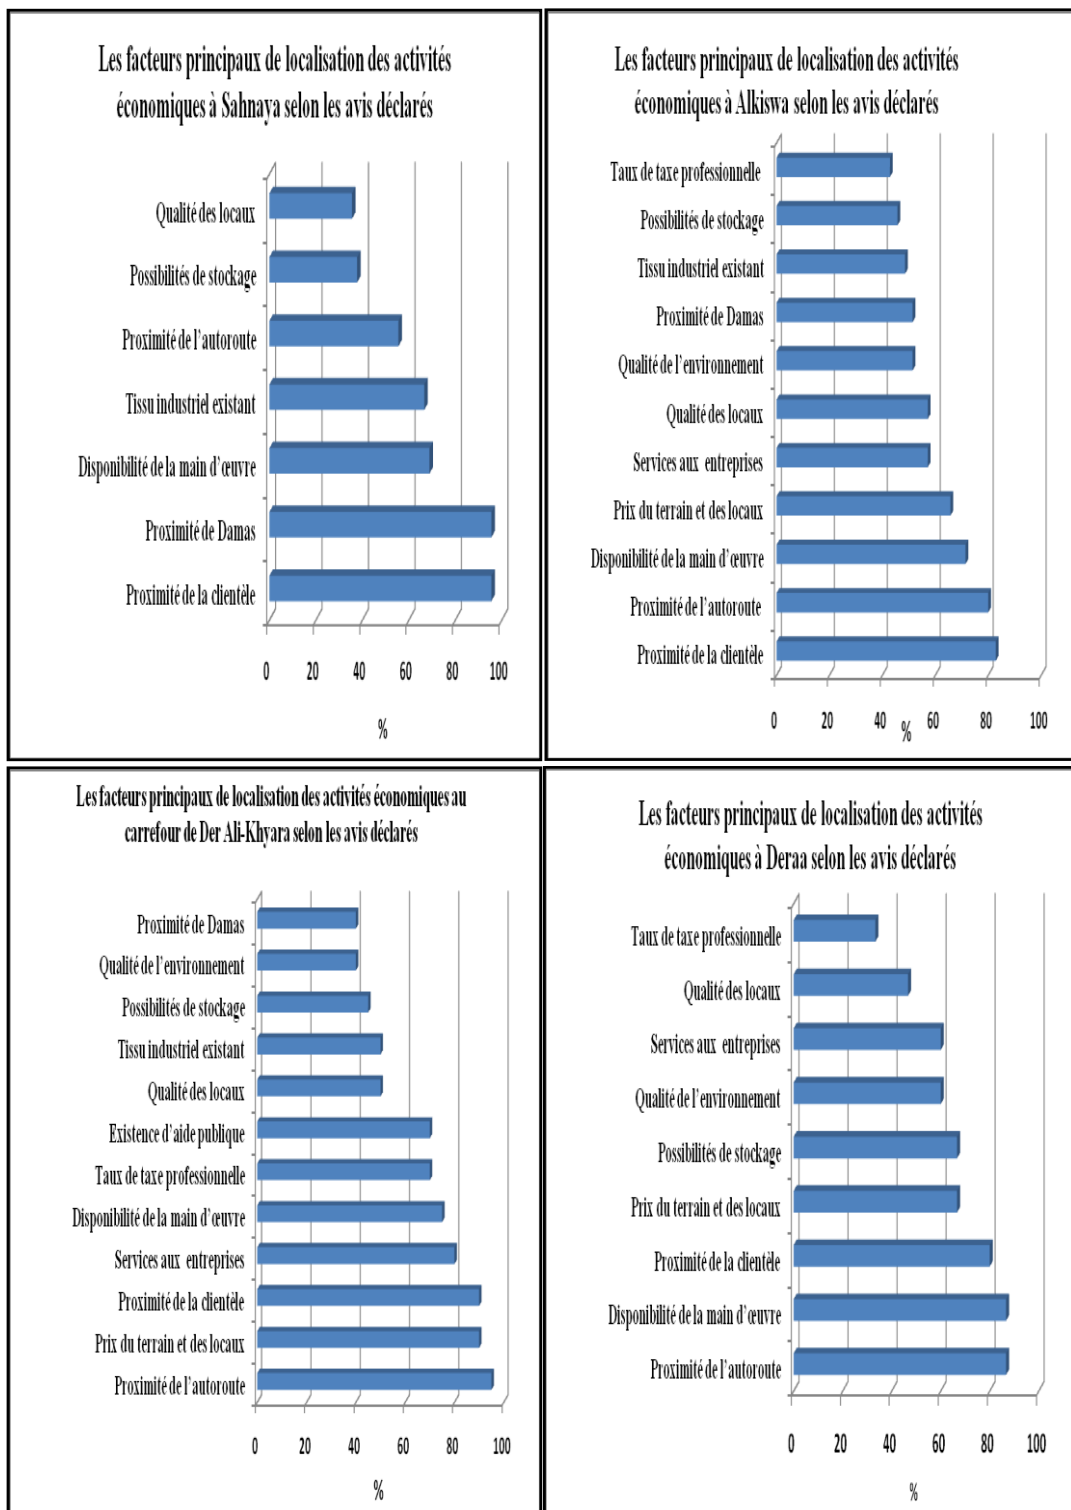 Les facteurs principaux de localisation des activités
économiques à Sahnaya selon les avis déclarés
Qualité des locaux
Possibilités de stockage
Proximité de l'autoroute
Tissu industriel existant
Disponibilité de la main d'œuvre
Proximité de Damas
Proximité de la clientèle
0 20 40 60 80 100
%
Les facteurs principaux de localisation des activités
économiques à Alkiswa selon les avis déclarés
Taux de taxe professionnelle
Possibilités de stockage
Tissu industriel existant
Proximité de Damas
Qualité de l'environnement
Qualité des locaux
Services aux entreprises
Prix du terrain et des locaux
Disponibilité de la main d'œuvre
Proximité de l'autoroute
Proximité de la clientèle
0 20 40 60 80 100
%
Les facteurs principaux de localisation des activités économiques au
carrefour de Der Ali-Khyara selon les avis déclarés
Proximité de Damas
Qualité de l'environnement
Possibilités de stockage
Tissu industriel existant
Qualité des locaux
Existence d'aide publique
Taux de taxe professionnelle
Disponibilité de la main d'œuvre
Services aux entreprises
Proximité de la clientèle
Prix du terrain et des locaux
Proximité de l'autoroute
0 20 40 60 80 100
%
Les facteurs principaux de localisation des activités
économiques à Deraa selon les avis déclarés
Taux de taxe professionnelle
Qualité des locaux
Services aux entreprises
Qualité de l'environnement
Possibilités de stockage
Prix du terrain et des locaux
Proximité de la clientèle
Disponibilité de la main d'œuvre
Proximité de l'autoroute
0 20 40 60 80 100
%